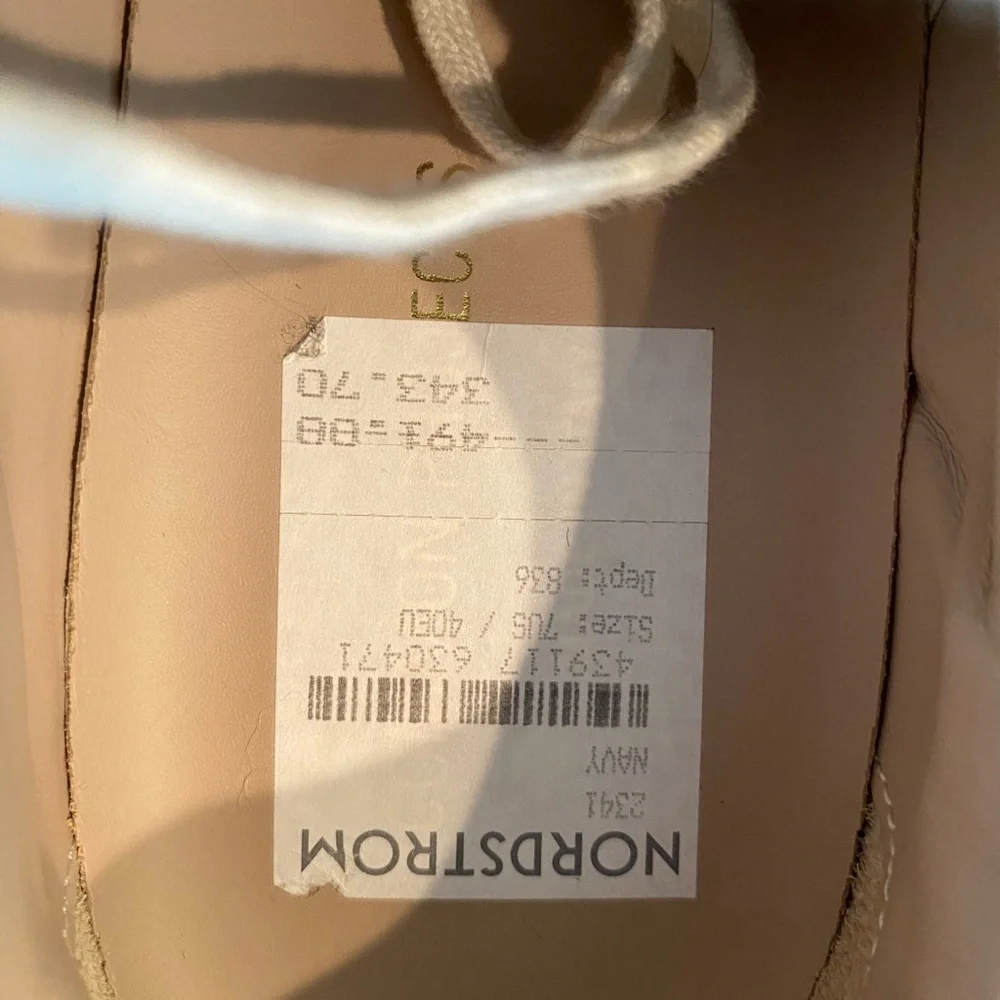 NORDSTROM
2341
NAVY
439117 630471
Size: 7US / 40EU
Dept: 836
----491.00
343.70